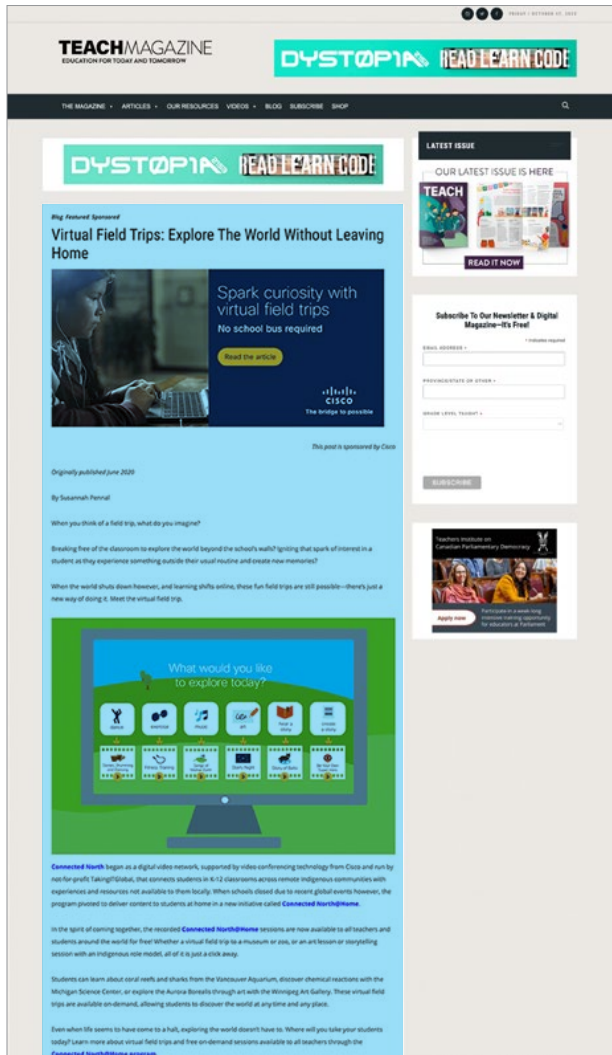 FRIDAY / OCTOBER 27, 2023
TEACHMAGAZINE
EDUCATION FOR TODAY AND TOMORROW
DYSTØP1A READ LEARN CODE
THE MAGAZINE ARTICLES OUR RESOURCES VIDEOS BLOG SUBSCRIBE SHOP
DYSTØP1A READ LEARN CODE
Blog Featured Sponsored
Virtual Field Trips: Explore The World Without Leaving
Home
Spark curiosity with
virtual field trips
No school bus required
Read the article
CISCO
The bridge to possible
This post is sponsored by Cisco
Originally published June 2020
By Susannah Pennal
When you think of a field trip, what do you imagine?
Breaking free of the classroom to explore the world beyond the school's walls? Igniting that spark of interest in a
student as they experience something outside their usual routine and create new memories?
When the world shuts down however, and learning shifts online, these fun field trips are still possible—there's just a
new way of doing it. Meet the virtual field trip.
What would you like
to explore today?
dance exercise music art hear a story create a story
Fitness Training
Starry Night
Connected North began as a digital video network, supported by video conferencing technology from Cisco and run by
not-for-profit TakingITGlobal, that connects students in K-12 classrooms across remote Indigenous communities with
experiences and resources not available to them locally. When schools closed due to recent global events however, the
program pivoted to deliver content to students at home in a new initiative called Connected North@Home.
In the spirit of coming together, the recorded Connected North@Home sessions are now available to all teachers and
students around the world for free! Whether a virtual field trip to a museum or zoo, or an art lesson or storytelling
session with an Indigenous role model, all of it is just a click away.
Students can learn about coral reefs and sharks from the Vancouver Aquarium, discover chemical reactions with the
Michigan Science Center, or explore the Aurora Borealis through art with the Winnipeg Art Gallery. These virtual field
trips are available on-demand, allowing students to discover the world at any time and any place.
Even when life seems to have come to a halt, exploring the world doesn't have to. Where will you take your students
today? Learn more about virtual field trips and free on-demand sessions available to all teachers through the
Connected North@Home program
LATEST ISSUE
OUR LATEST ISSUE IS HERE
TEACH
READ IT NOW
Subscribe To Our Newsletter & Digital
Magazine—It's Free!
* indicates required
EMAIL ADDRESS *
PROVINCE/STATE OR OTHER *
GRADE LEVEL TAUGHT *
SUBSCRIBE
Teachers Institute on
Canadian Parliamentary Democracy
Apply now
Participate in a week-long
intensive training opportunity
for educators at Parliament